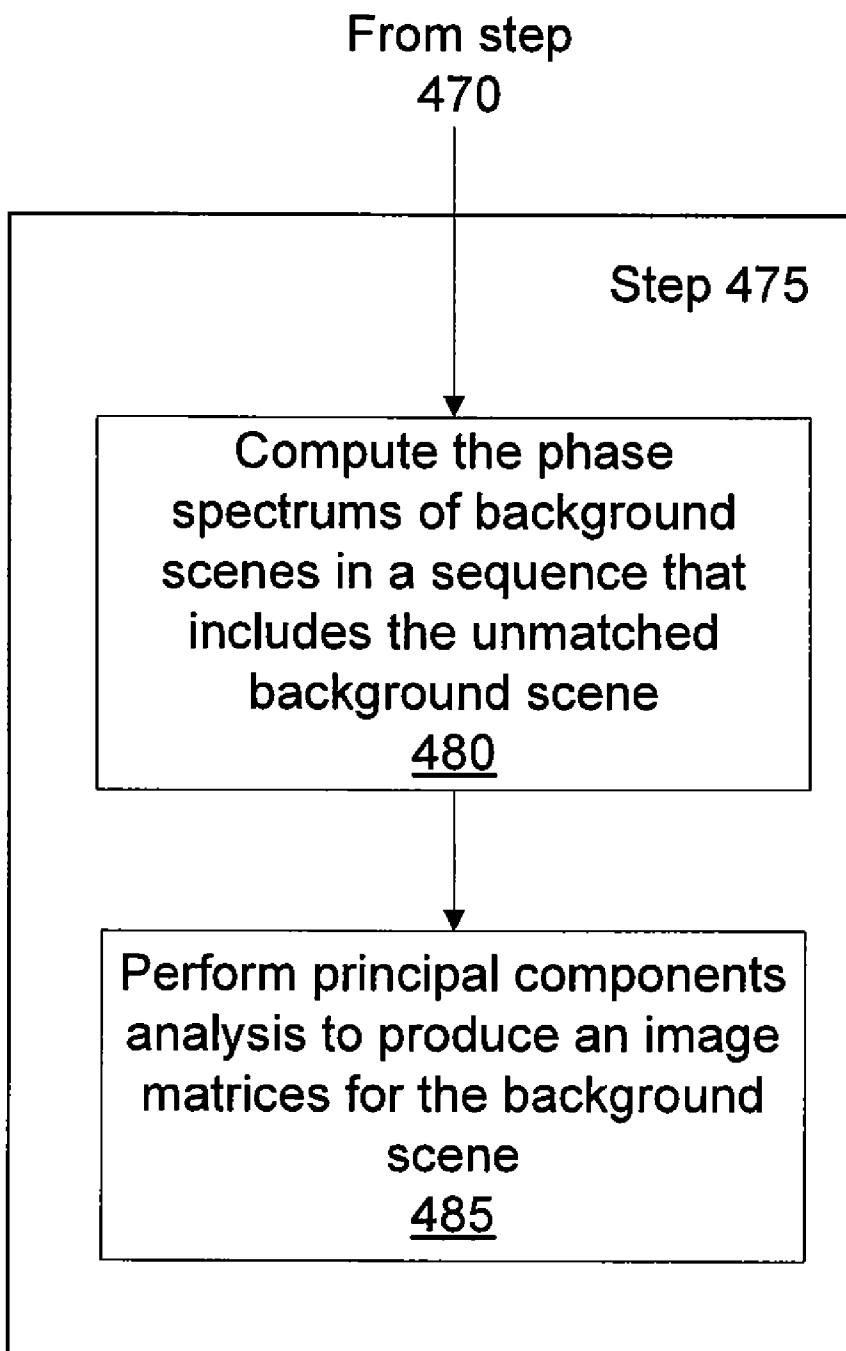 From step
470
Step 475
Compute the phase
spectrums of background
scenes in a sequence that
includes the unmatched
background scene
480
Perform principal components
analysis to produce an image
matrices for the background
scene
485